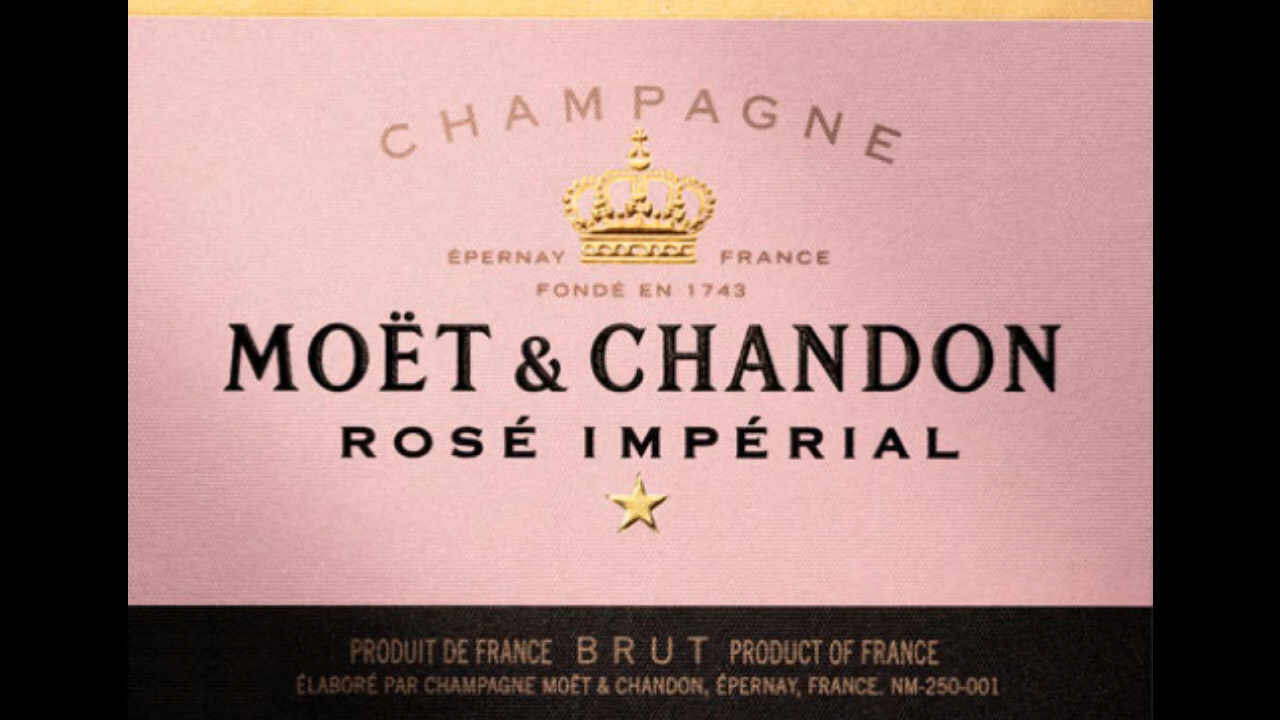 CHAMPAGNE
ÉPERNAY FRANCE
FONDÉ EN 1743
MOËT & CHANDON
ROSÉ IMPÉRIAL
PRODUIT DE FRANCE BRUT PRODUCT OF FRANCE
ÉLABORÉ PAR CHAMPAGNE MOËT & CHANDON, ÉPERNAY, FRANCE. NM-250-001